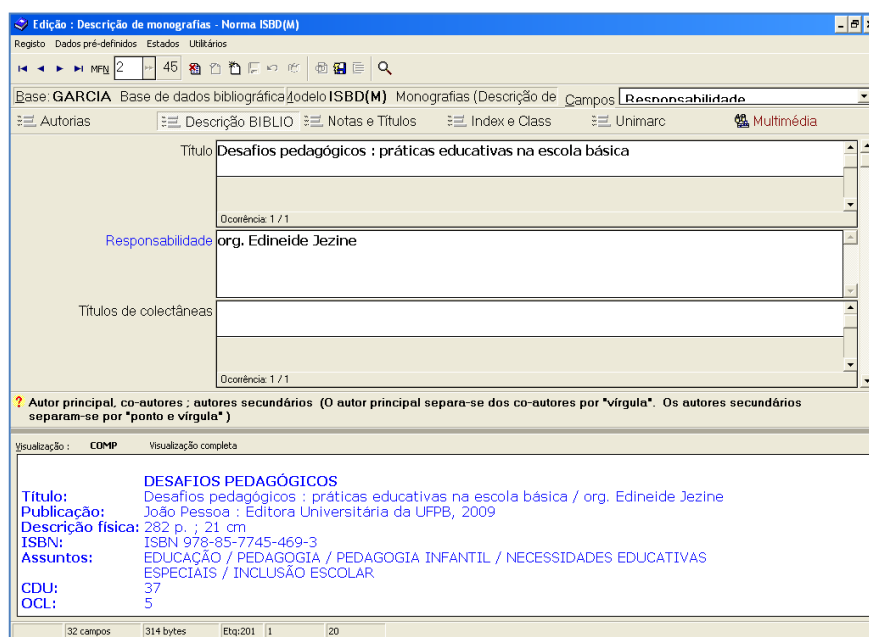 Edição : Descrição de monografias - Norma ISBD(M)
Registo Dados pré-definidos Estados Utilitários
MFN 2 45
Base: GARCIA Base de dados bibliográfica Modelo ISBD(M) Monografias (Descrição de Campos Responsabilidade
Autorias Descrição BIBLIO Notas e Títulos Index e Class Unimarc Multimédia
Título Desafios pedagógicos : práticas educativas na escola básica
Ocorrência: 1 / 1
Responsabilidade org. Edineide Jezine
Títulos de colectâneas
Ocorrência: 1 / 1
? Autor principal, co-autores ; autores secundários (O autor principal separa-se dos co-autores por "vírgula". Os autores secundários
separam-se por "ponto e vírgula" )
Visualização : COMP Visualização completa
DESAFIOS PEDAGÓGICOS
Título: Desafios pedagógicos : práticas educativas na escola básica / org. Edineide Jezine
Publicação: João Pessoa : Editora Universitária da UFPB, 2009
Descrição física: 282 p. ; 21 cm
ISBN: ISBN 978-85-7745-469-3
Assuntos: EDUCAÇÃO / PEDAGOGIA / PEDAGOGIA INFANTIL / NECESSIDADES EDUCATIVAS
ESPECIAIS / INCLUSÃO ESCOLAR
CDU: 37
OCL: 5
32 campos 314 bytes Etq:201 1 20